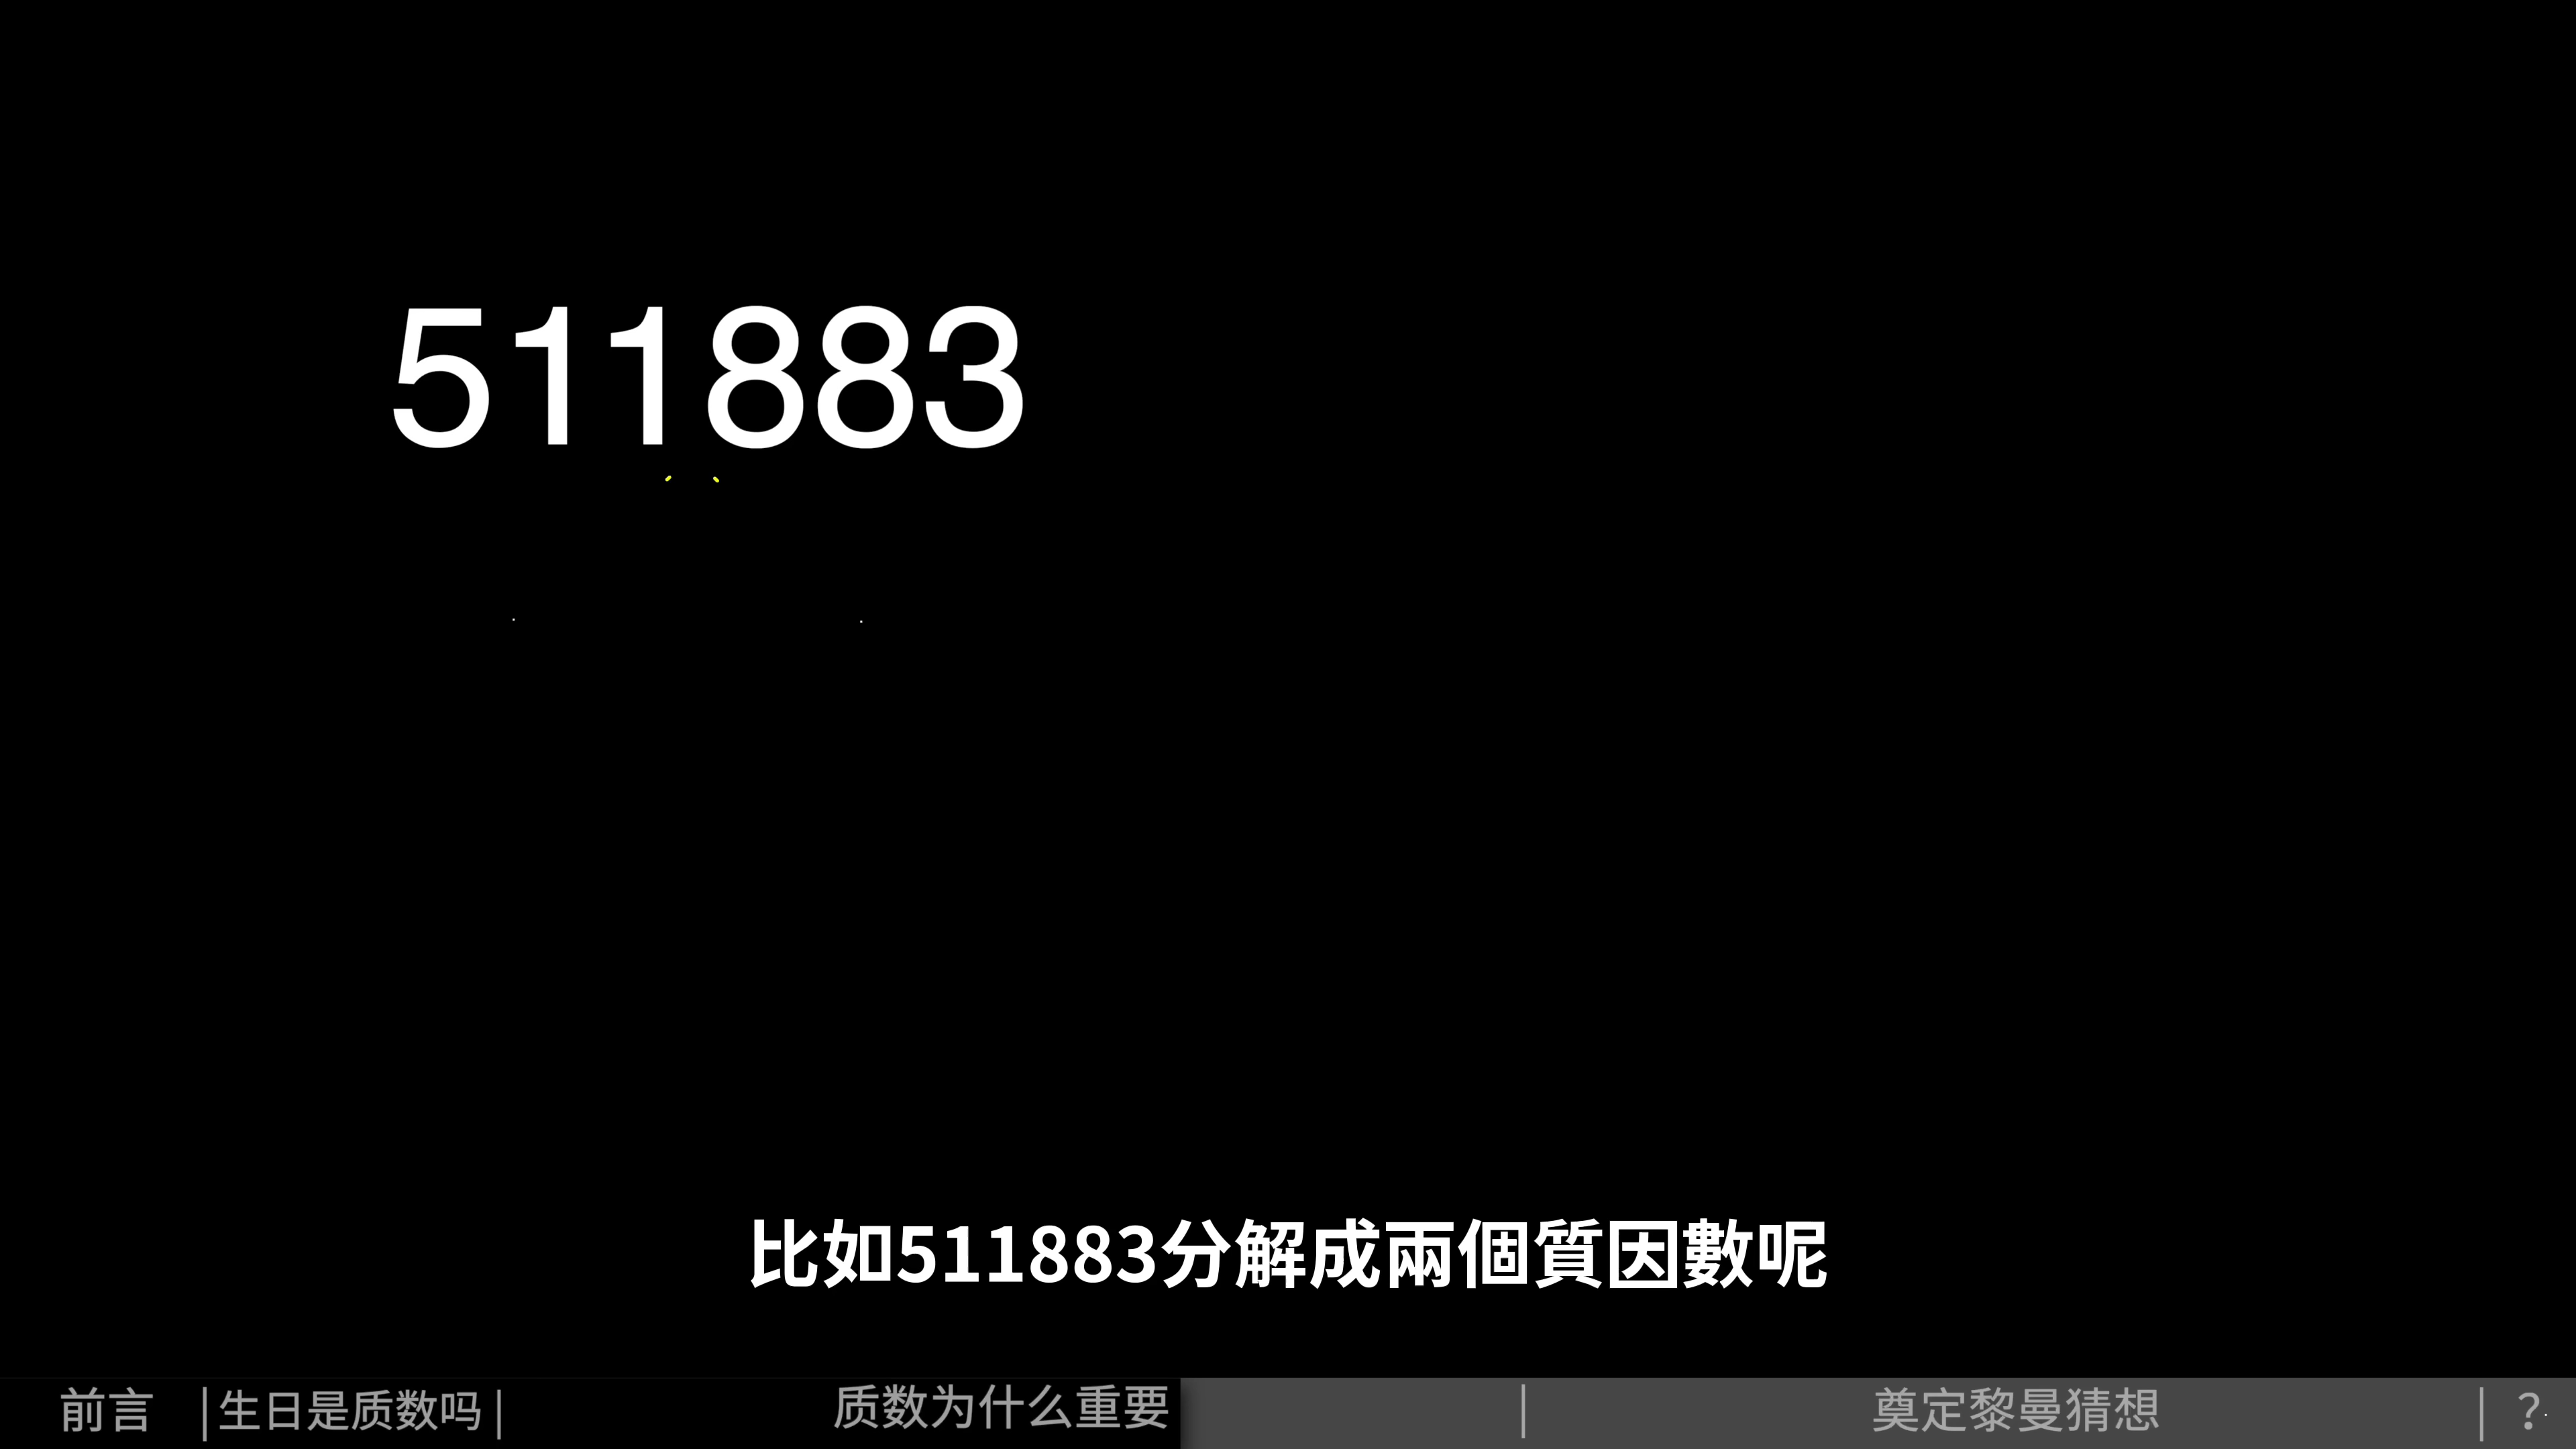 511883
比如511883分解成兩個質因數呢
前言 | 生日是质数吗 | 质数为什么重要 | 奠定黎曼猜想 | ?